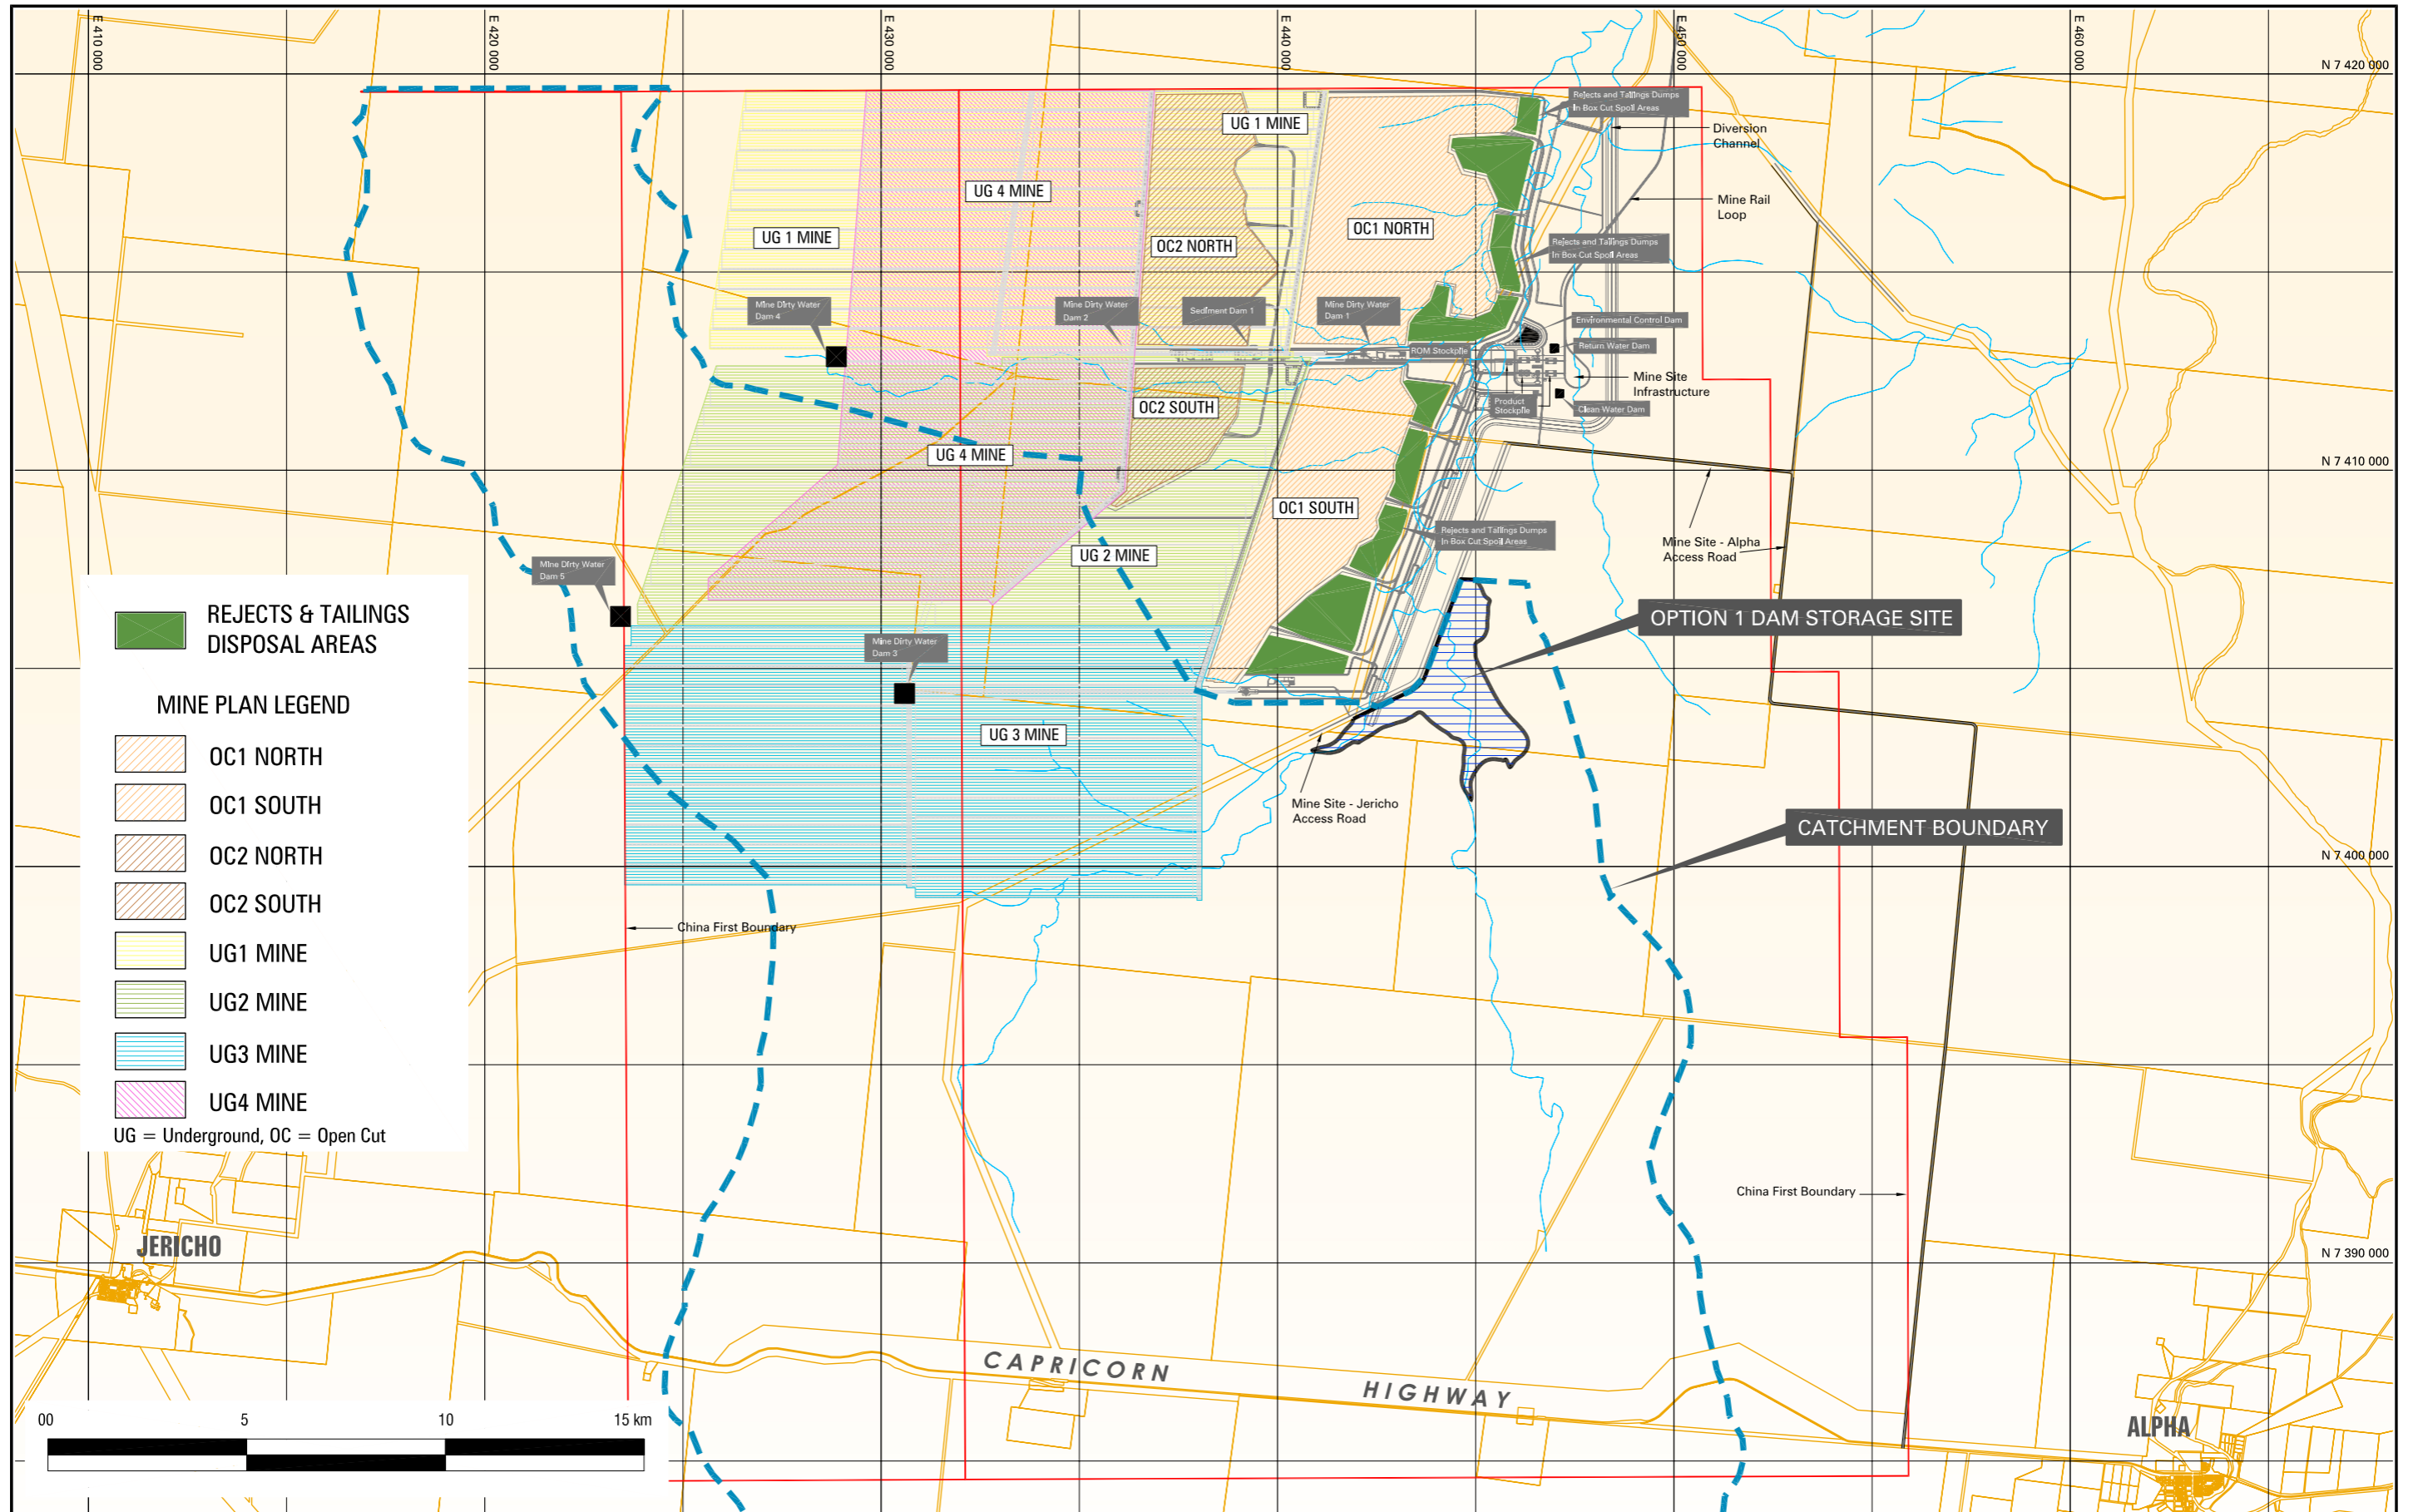 E 410 000
E 420 000
E 430 000
E 440 000
E 450 000
E 460 000
N 7 420 000
Rejects and Tailings Dumps
In Box Cut Spoil Areas
UG 1 MINE
Diversion
Channel
UG 4 MINE
Mine Rail
Loop
UG 1 MINE
OC2 NORTH
OC1 NORTH
Rejects and Tailings Dumps
In Box Cut Spoil Areas
Mine Dirty Water
Dam 4
Mine Dirty Water
Dam 2
Sediment Dam 1
Mine Dirty Water
Dam 1
Environmental Control Dam
ROM Stockpile
Return Water Dam
Mine Site
Infrastructure
Product
Stockpile
Clean Water Dam
OC2 SOUTH
UG 4 MINE
N 7 410 000
OC1 SOUTH
Rejects and Tailings Dumps
In Box Cut Spoil Areas
Mine Site - Alpha
Access Road
UG 2 MINE
Mine Dirty Water
Dam 5
OPTION 1 DAM STORAGE SITE
Mine Dirty Water
Dam 3
UG 3 MINE
Mine Site - Jericho
Access Road
CATCHMENT BOUNDARY
N 7 400 000
China First Boundary
China First Boundary
REJECTS & TAILINGS
DISPOSAL AREAS
MINE PLAN LEGEND
OC1 NORTH
OC1 SOUTH
OC2 NORTH
OC2 SOUTH
UG1 MINE
UG2 MINE
UG3 MINE
UG4 MINE
UG = Underground, OC = Open Cut
JERICHO
N 7 390 000
CAPRICORN HIGHWAY
ALPHA
00 5 10 15 km